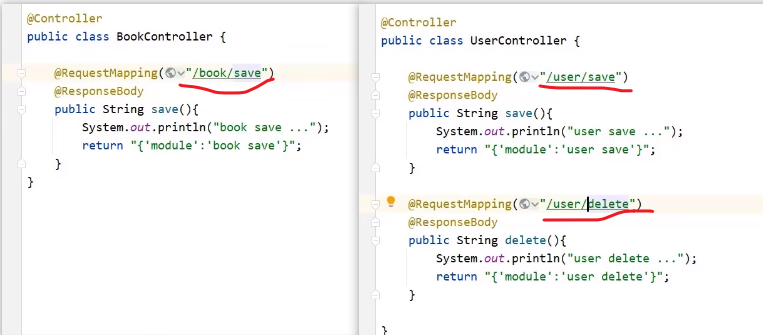 @Controller
public class BookController {
@RequestMapping("/book/save")
@ResponseBody
public String save(){
System.out.println("book save ...");
return "{'module':'book save'}";
}
}
@Controller
public class UserController {
@RequestMapping("/user/save")
@ResponseBody
public String save(){
System.out.println("user save ...");
return "{'module':'user save'}";
}
@RequestMapping("/user/delete")
@ResponseBody
public String delete(){
System.out.println("user delete ...");
return "{'module':'user delete'}";
}
}